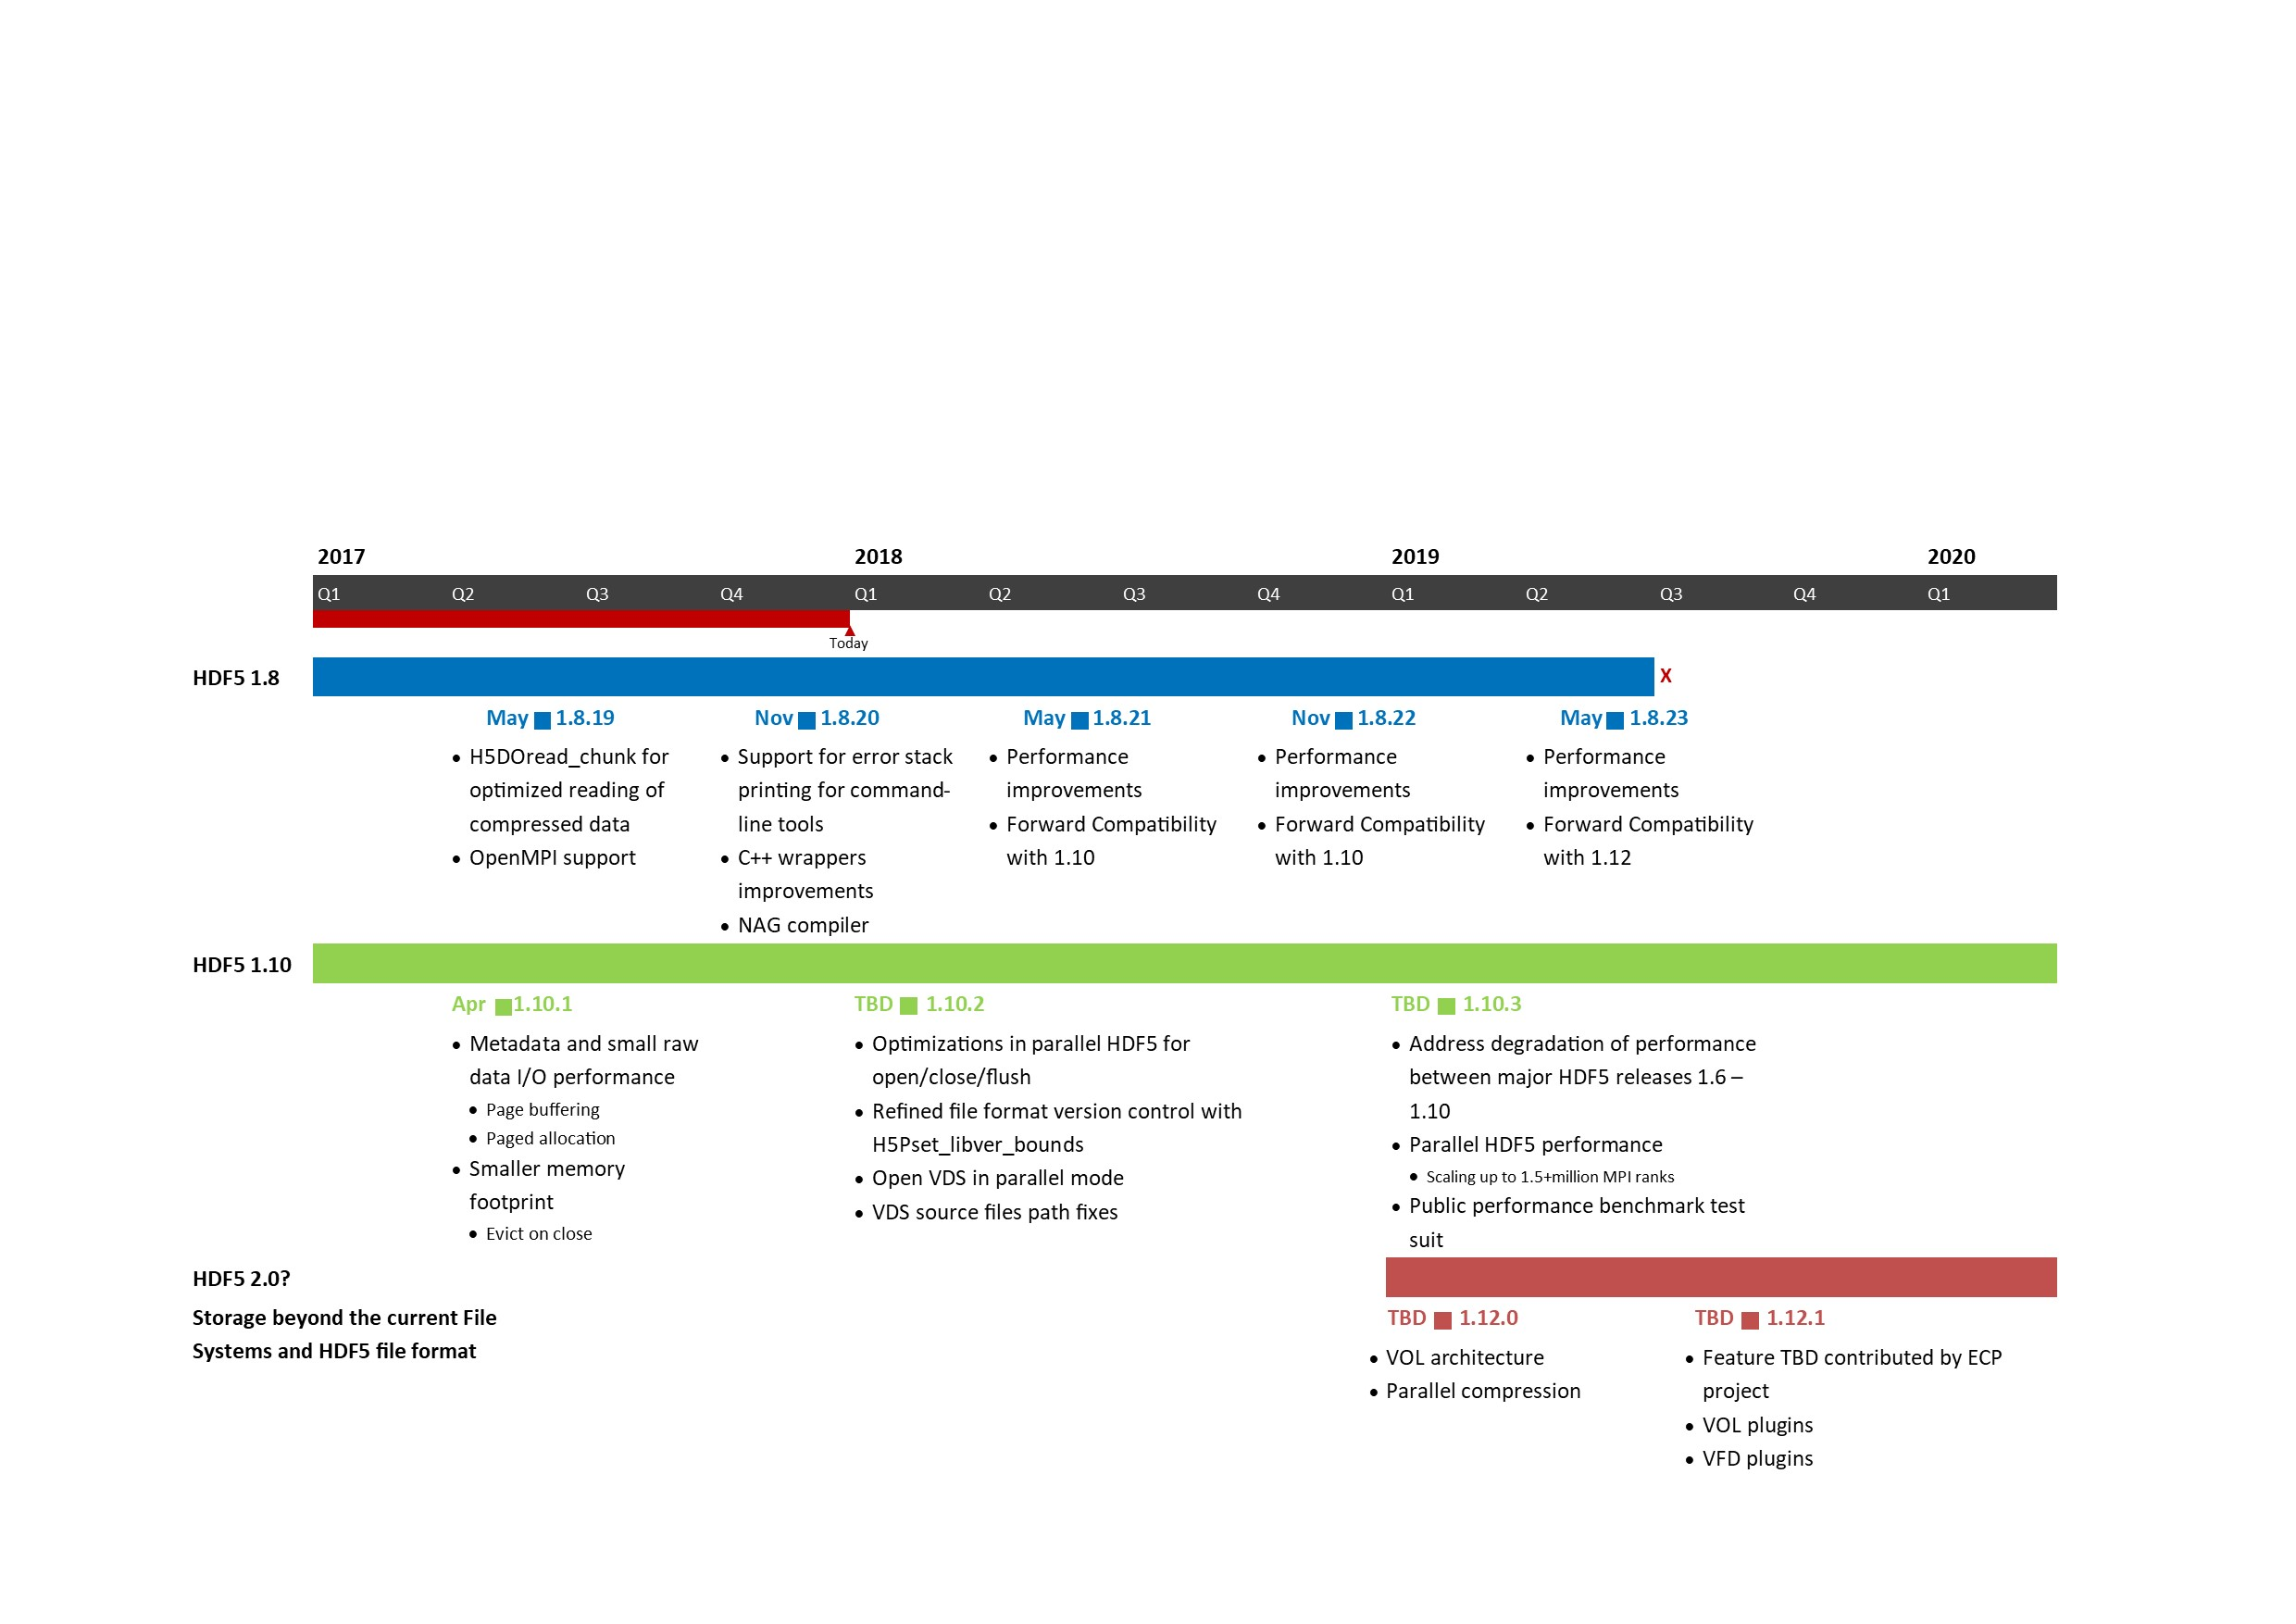 2017 2018 2019 2020
Q1 Q2 Q3 Q4 Q1 Q2 Q3 Q4 Q1 Q2 Q3 Q4 Q1
Today
HDF5 1.8
X
May 1.8.19
• H5DOread_chunk for
optimized reading of
compressed data
• OpenMPI support
Nov 1.8.20
• Support for error stack
printing for command-
line tools
• C++ wrappers
improvements
• NAG compiler
May 1.8.21
• Performance
improvements
• Forward Compatibility
with 1.10
Nov 1.8.22
• Performance
improvements
• Forward Compatibility
with 1.10
May 1.8.23
• Performance
improvements
• Forward Compatibility
with 1.12
HDF5 1.10
Apr 1.10.1
• Metadata and small raw
data I/O performance
• Page buffering
• Paged allocation
• Smaller memory
footprint
• Evict on close
TBD 1.10.2
• Optimizations in parallel HDF5 for
open/close/flush
• Refined file format version control with
H5Pset_libver_bounds
• Open VDS in parallel mode
• VDS source files path fixes
TBD 1.10.3
• Address degradation of performance
between major HDF5 releases 1.6 –
1.10
• Parallel HDF5 performance
• Scaling up to 1.5+million MPI ranks
• Public performance benchmark test
suit
HDF5 2.0?
Storage beyond the current File
Systems and HDF5 file format
TBD 1.12.0
• VOL architecture
• Parallel compression
TBD 1.12.1
• Feature TBD contributed by ECP
project
• VOL plugins
• VFD plugins